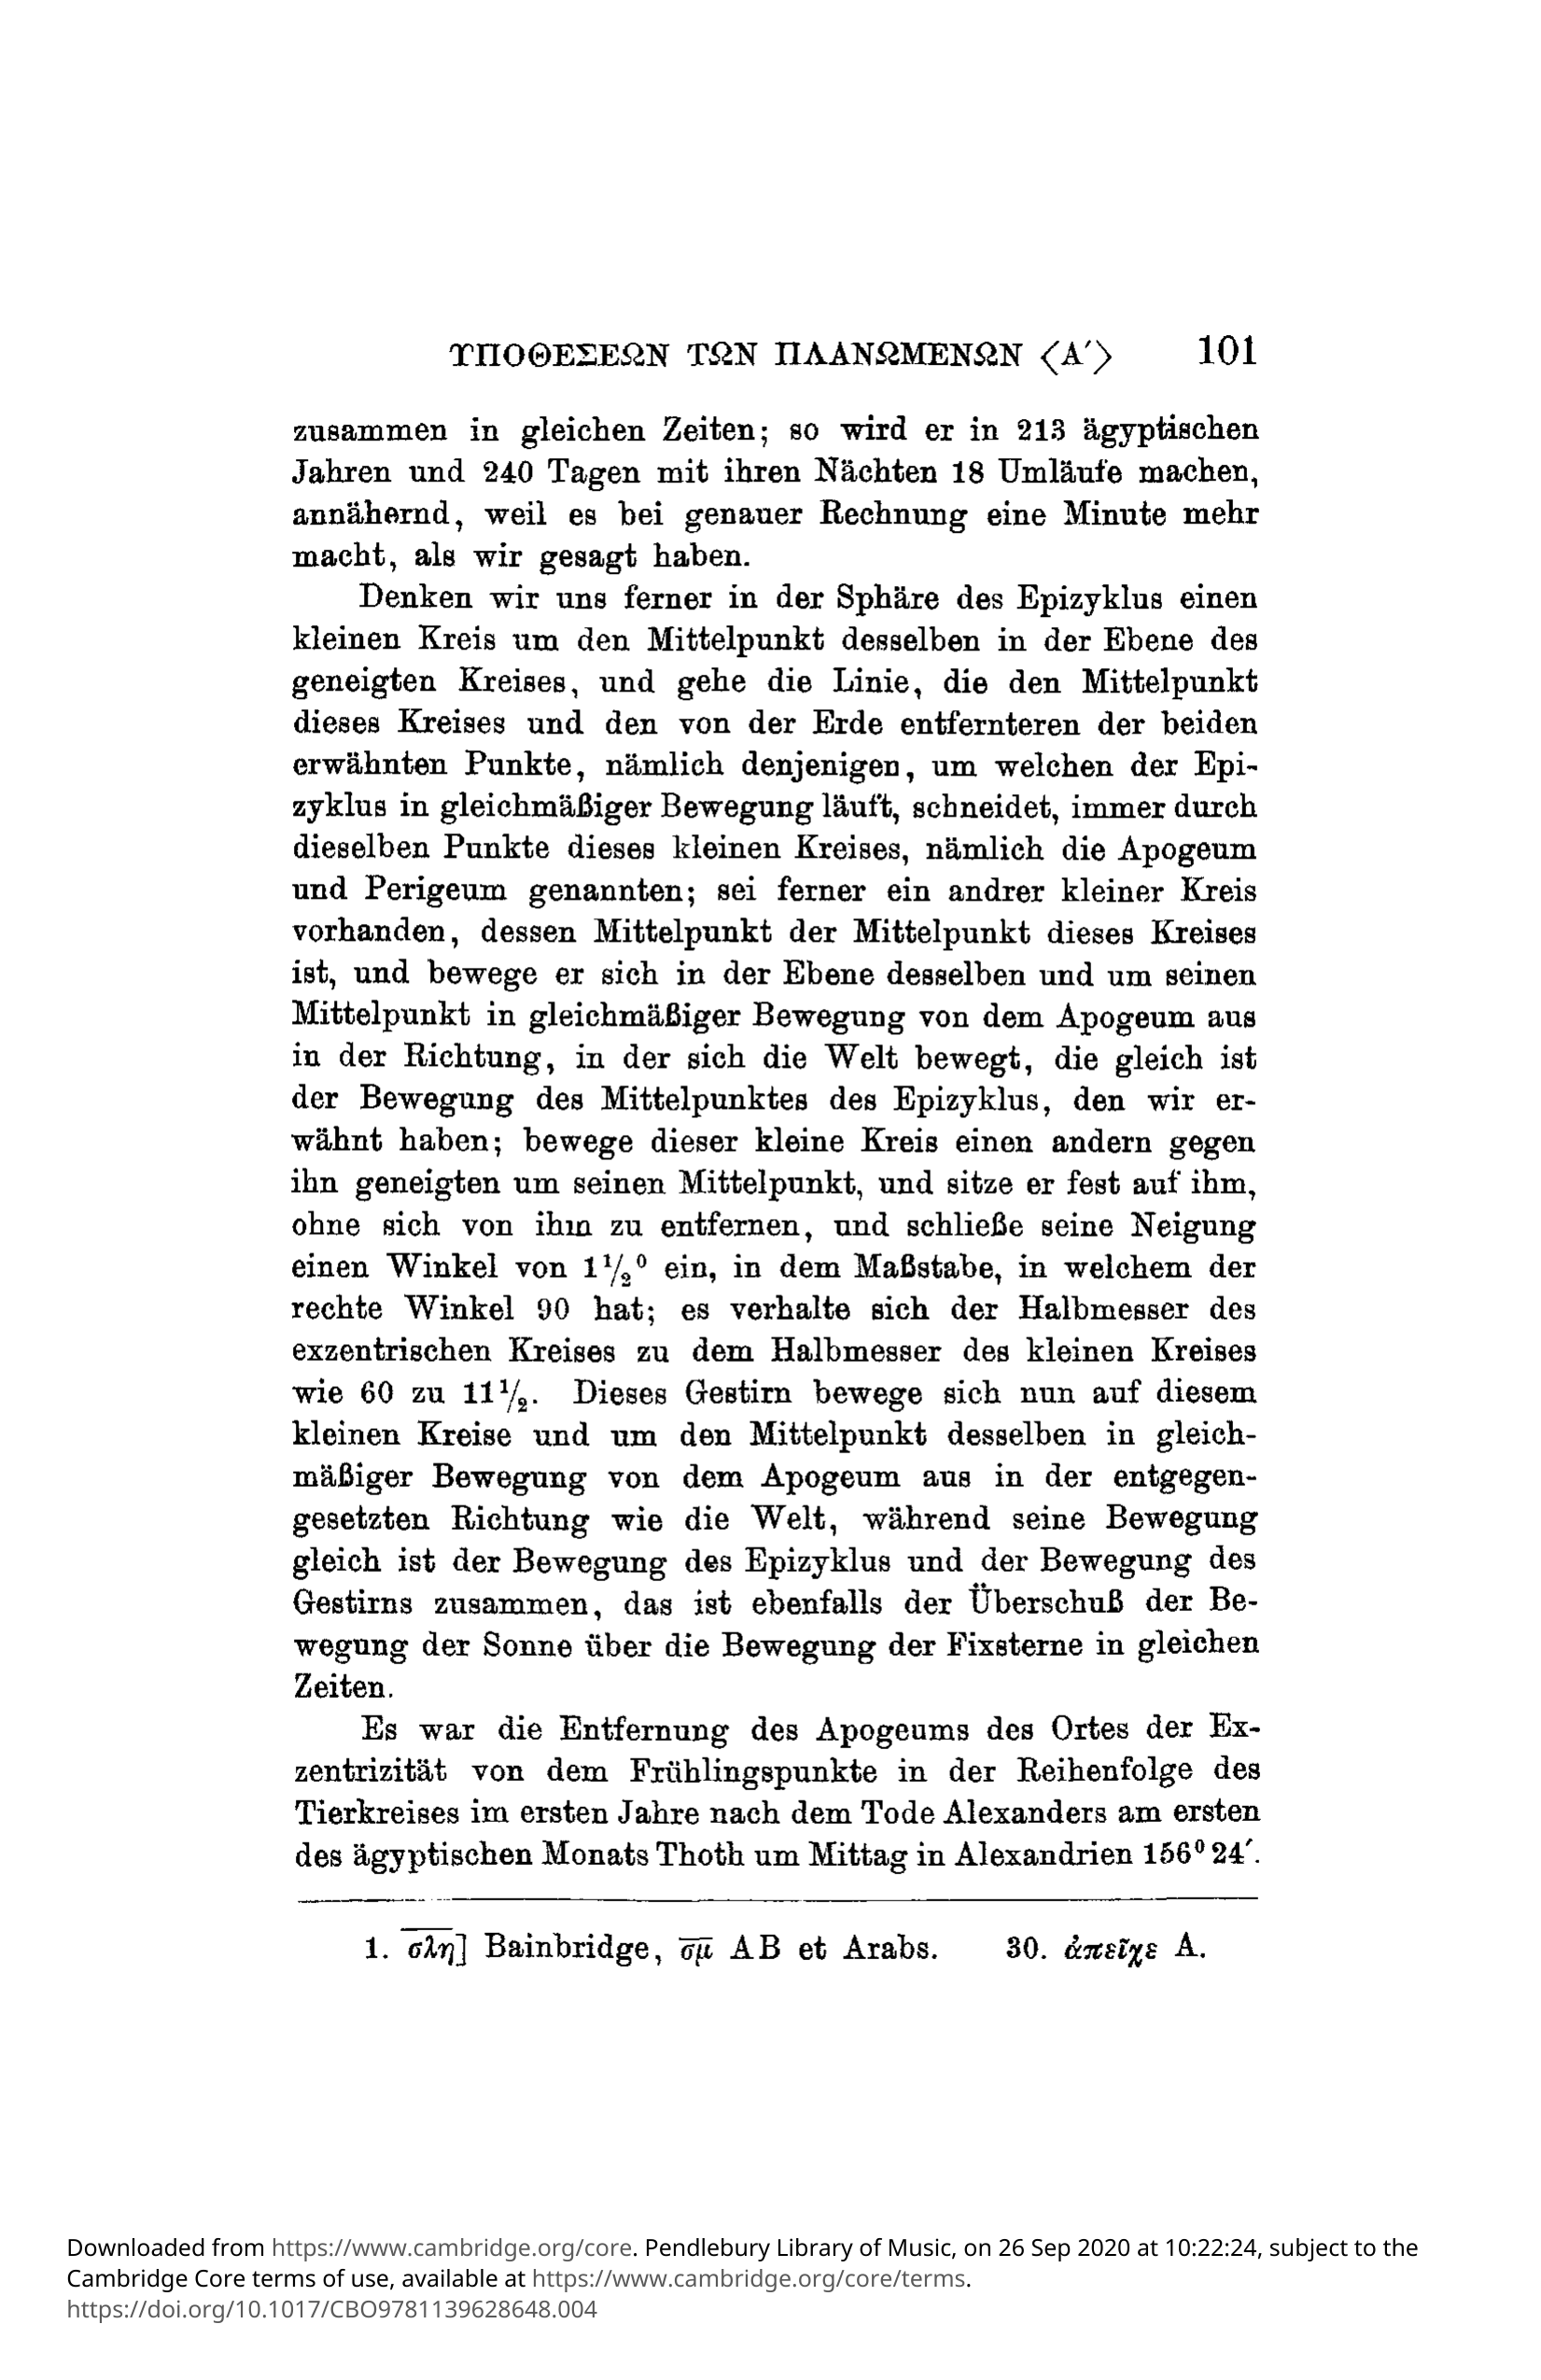 ΥΠΟΘΕΣΕΩΝ ΤΩΝ ΠΛΑΝΩΜΕΝΩΝ ⟨Α′⟩ 101
zusammen in gleichen Zeiten; so wird er in 213 ägyptischen
Jahren und 240 Tagen mit ihren Nächten 18 Umläufe machen,
annähernd, weil es bei genauer Rechnung eine Minute mehr
macht, als wir gesagt haben.
Denken wir uns ferner in der Sphäre des Epizyklus einen
kleinen Kreis um den Mittelpunkt desselben in der Ebene des
geneigten Kreises, und gehe die Linie, die den Mittelpunkt
dieses Kreises und den von der Erde entfernteren der beiden
erwähnten Punkte, nämlich denjenigen, um welchen der Epi-
zyklus in gleichmäßiger Bewegung läuft, schneidet, immer durch
dieselben Punkte dieses kleinen Kreises, nämlich die Apogeum
und Perigeum genannten; sei ferner ein andrer kleiner Kreis
vorhanden, dessen Mittelpunkt der Mittelpunkt dieses Kreises
ist, und bewege er sich in der Ebene desselben und um seinen
Mittelpunkt in gleichmäßiger Bewegung von dem Apogeum aus
in der Richtung, in der sich die Welt bewegt, die gleich ist
der Bewegung des Mittelpunktes des Epizyklus, den wir er-
wähnt haben; bewege dieser kleine Kreis einen andern gegen
ihn geneigten um seinen Mittelpunkt, und sitze er fest auf ihm,
ohne sich von ihm zu entfernen, und schließe seine Neigung
einen Winkel von 1 1/2⁰ ein, in dem Maßstabe, in welchem der
rechte Winkel 90 hat; es verhalte sich der Halbmesser des
exzentrischen Kreises zu dem Halbmesser des kleinen Kreises
wie 60 zu 11 1/2. Dieses Gestirn bewege sich nun auf diesem
kleinen Kreise und um den Mittelpunkt desselben in gleich-
mäßiger Bewegung von dem Apogeum aus in der entgegen-
gesetzten Richtung wie die Welt, während seine Bewegung
gleich ist der Bewegung des Epizyklus und der Bewegung des
Gestirns zusammen, das ist ebenfalls der Überschuß der Be-
wegung der Sonne über die Bewegung der Fixsterne in gleichen
Zeiten.
Es war die Entfernung des Apogeums des Ortes der Ex-
zentrizität von dem Frühlingspunkte in der Reihenfolge des
Tierkreises im ersten Jahre nach dem Tode Alexanders am ersten
des ägyptischen Monats Thoth um Mittag in Alexandrien 156⁰ 24′.
1. σ̅λ̅η̅] Bainbridge, σ̅μ̅ AB et Arabs. 30. ἀπεῖχε A.
Downloaded from https://www.cambridge.org/core. Pendlebury Library of Music, on 26 Sep 2020 at 10:22:24, subject to the
Cambridge Core terms of use, available at https://www.cambridge.org/core/terms.
https://doi.org/10.1017/CBO9781139628648.004